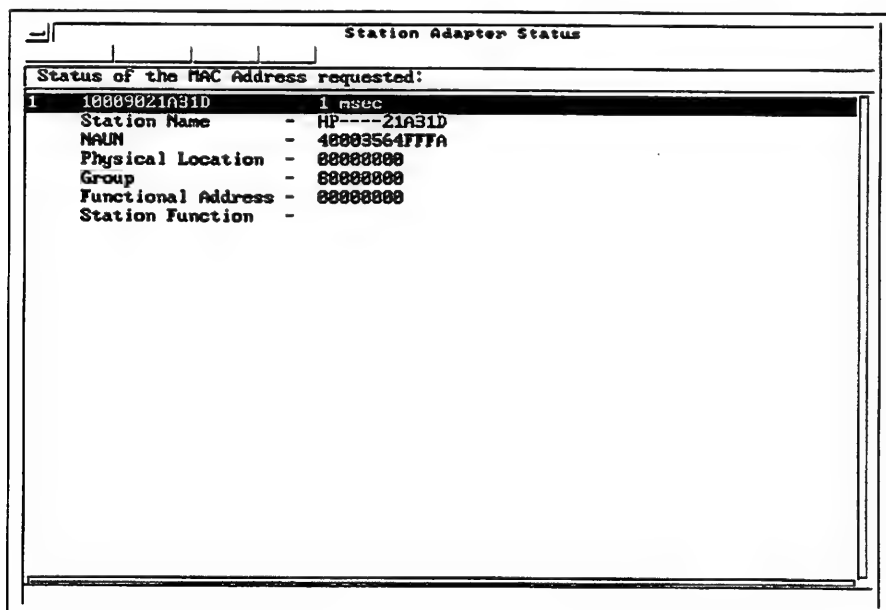 Station Adapter Status
Status of the MAC Address requested:
1 10009021A31D 1 msec
Station Name - HP----21A31D
NAUN - 40003564FFFA
Physical Location - 00000000
Group - 80000000
Functional Address - 00000000
Station Function -